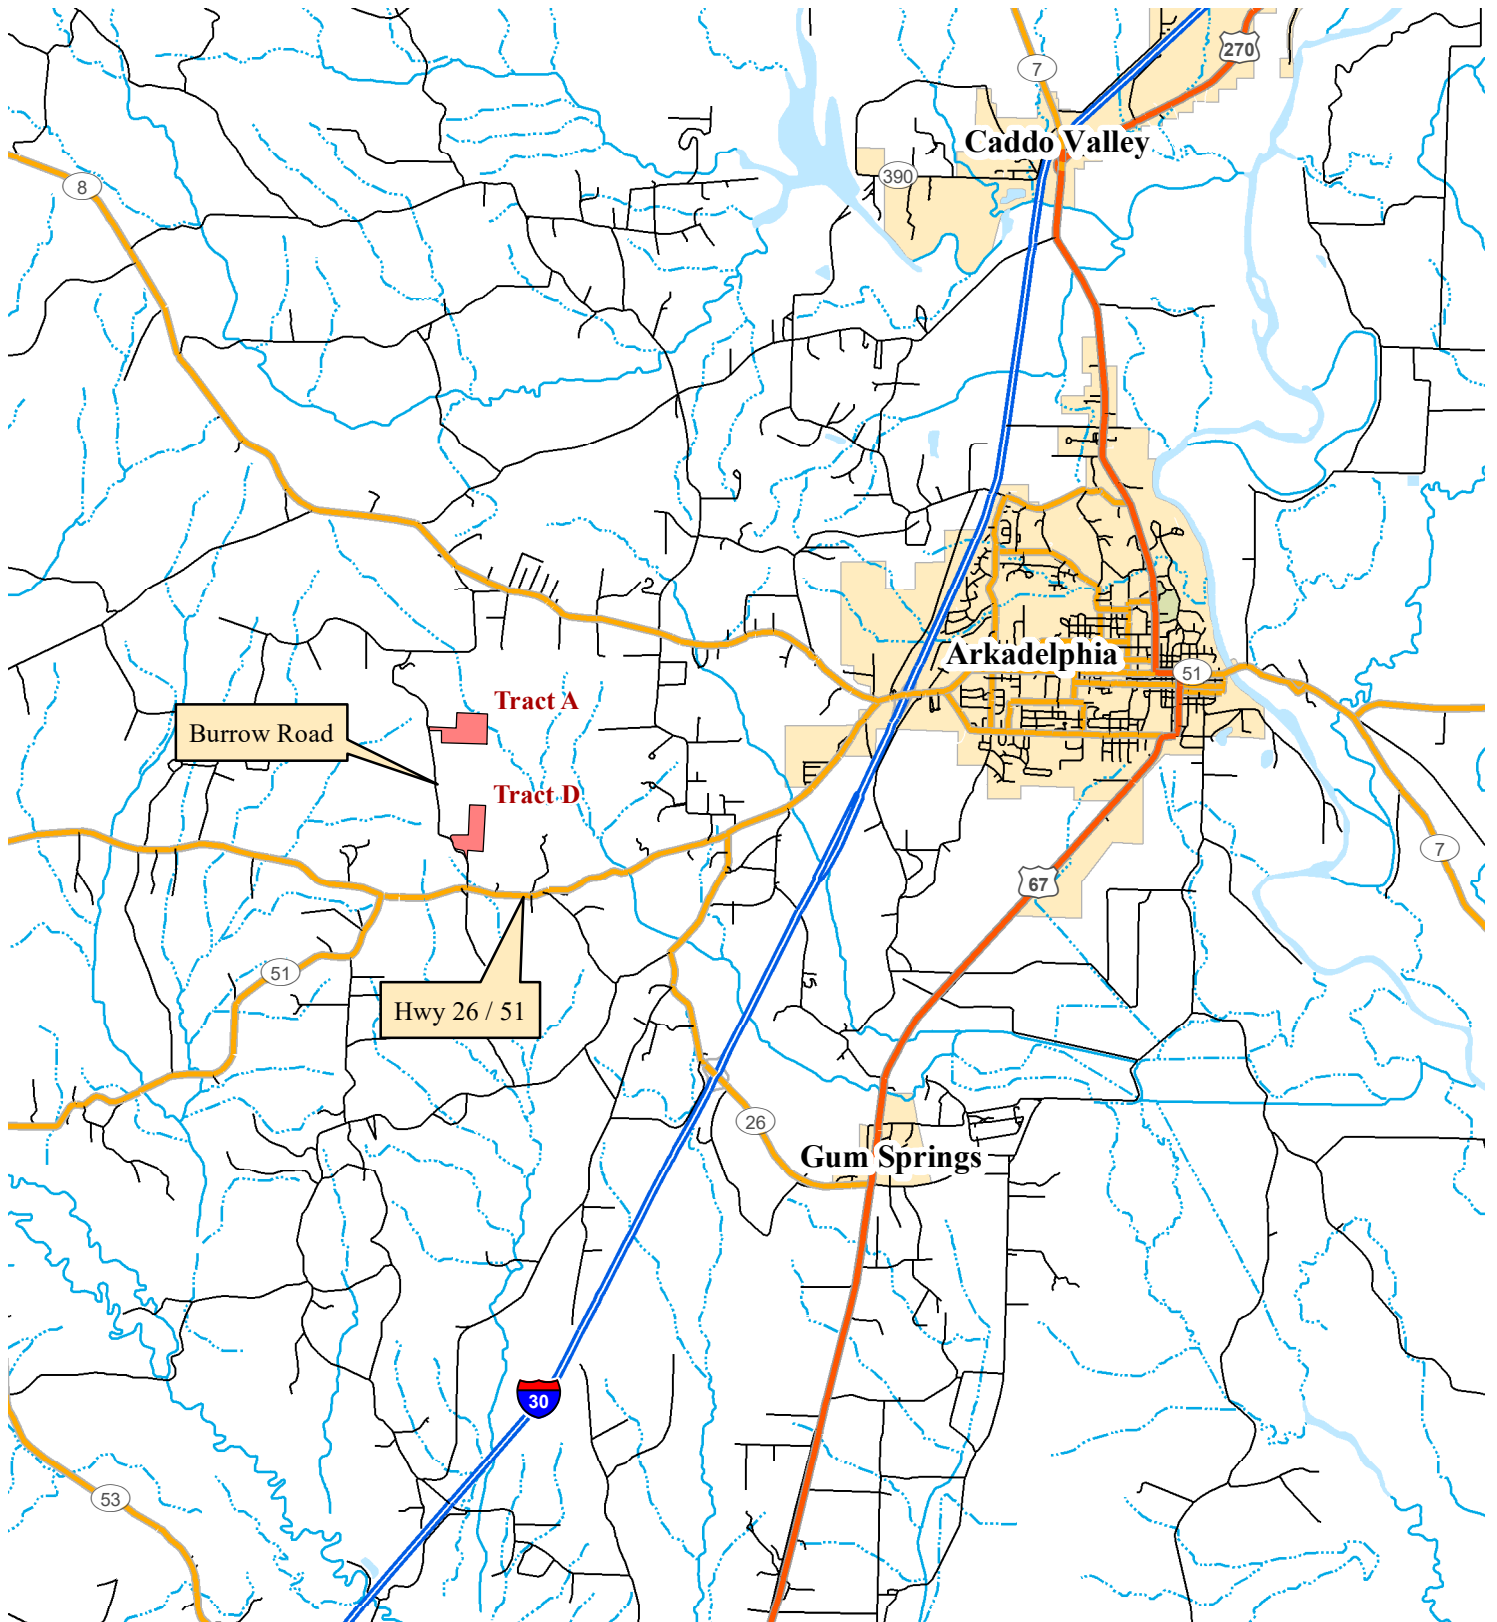 270
7
Caddo Valley
390
8
Arkadelphia
51
Tract A
Burrow Road
Tract D
7
67
51
Hwy 26 / 51
26
Gum Springs
30
53